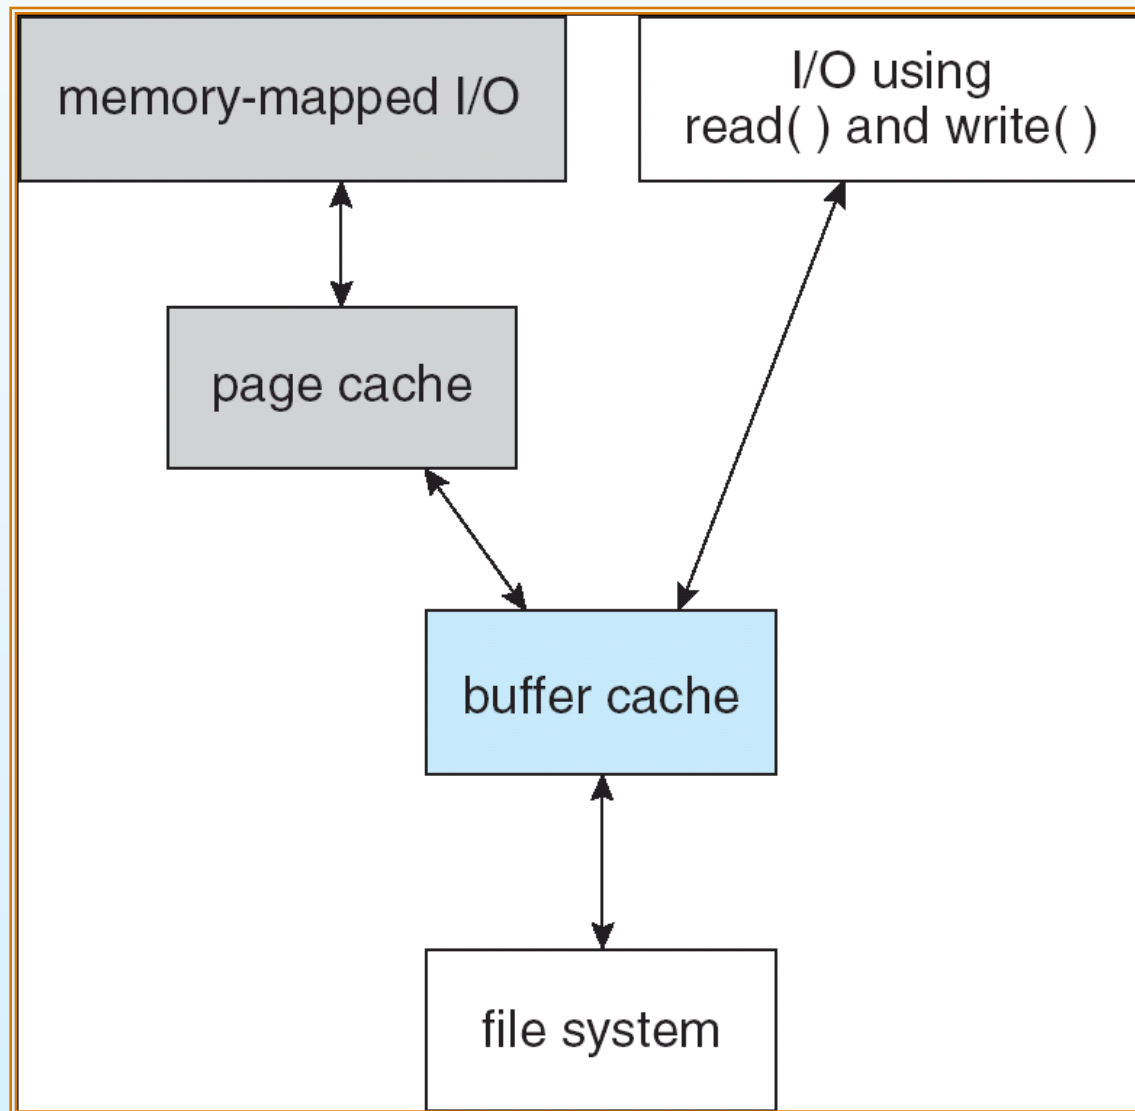 memory-mapped I/O
I/O using
read( ) and write( )
page cache
buffer cache
file system